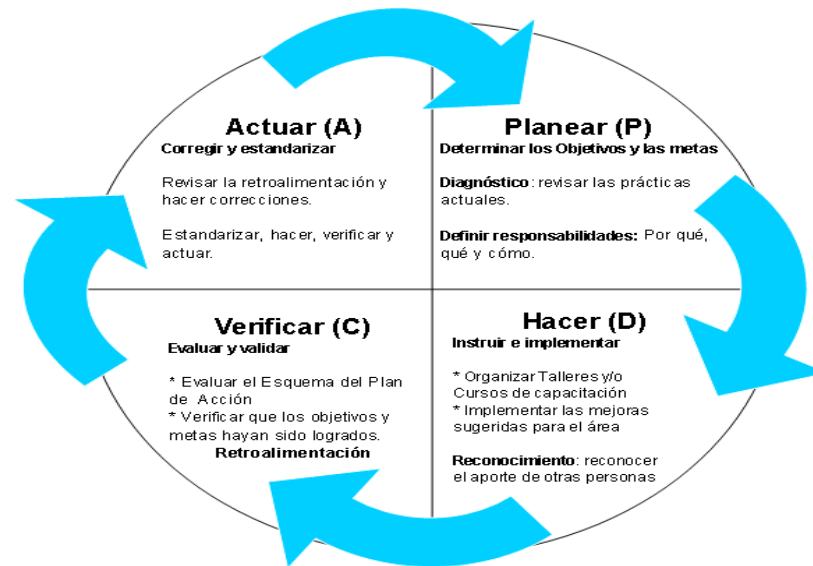 Actuar (A)
Corregir y estandarizar
Revisar la retroalimentación y
hacer correcciones.
Estandarizar, hacer, verificar y
actuar.
Planear (P)
Determinar los Objetivos y las metas
Diagnóstico: revisar las prácticas
actuales.
Definir responsabilidades: Por qué,
qué y cómo.
Verificar (C)
Evaluar y validar
* Evaluar el Esquema del Plan
de Acción
* Verificar que los objetivos y
metas hayan sido logrados.
Retroalimentación
Hacer (D)
Instruir e implementar
* Organizar Talleres y/o
Cursos de capacitación
* Implementar las mejoras
sugeridas para el área
Reconocimiento: reconocer
el aporte de otras personas